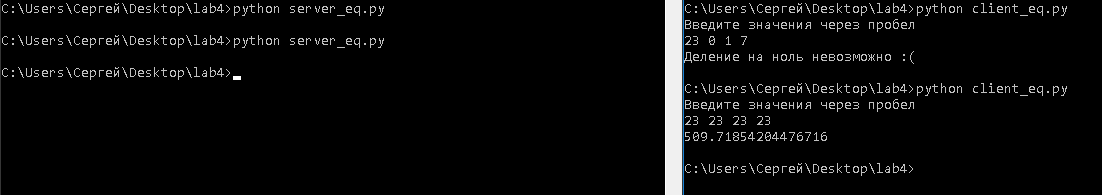 C:\Users\Сергей\Desktop\lab4>python server_eq.py
C:\Users\Сергей\Desktop\lab4>python server_eq.py
C:\Users\Сергей\Desktop\lab4>
C:\Users\Сергей\Desktop\lab4>python client_eq.py
Введите значения через пробел
23 0 1 7
Деление на ноль невозможно :(
C:\Users\Сергей\Desktop\lab4>python client_eq.py
Введите значения через пробел
23 23 23 23
509.71854204476716
C:\Users\Сергей\Desktop\lab4>